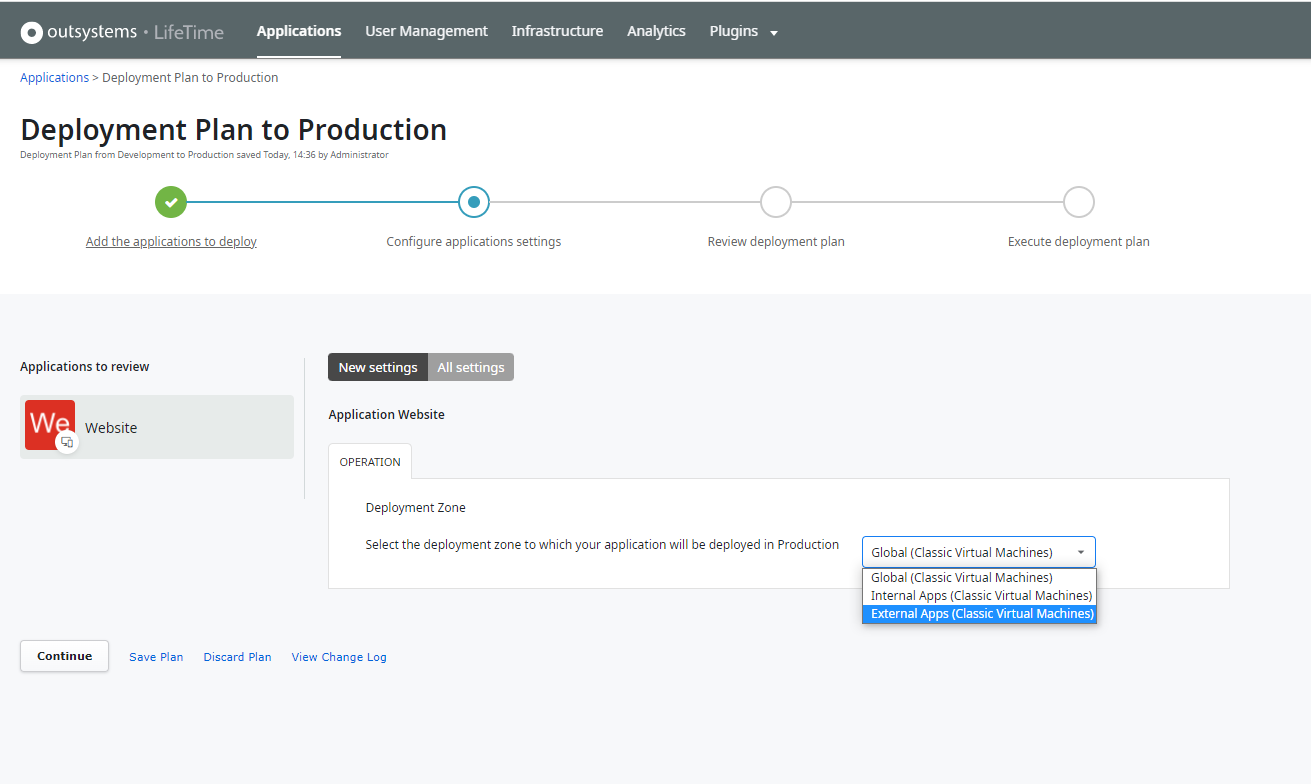 outsystems • LifeTime Applications User Management Infrastructure Analytics Plugins
Applications > Deployment Plan to Production
Deployment Plan to Production
Deployment Plan from Development to Production saved Today, 14:36 by Administrator
Add the applications to deploy Configure applications settings Review deployment plan Execute deployment plan
Applications to review
We
Website
New settings All settings
Application Website
OPERATION
Deployment Zone
Select the deployment zone to which your application will be deployed in Production Global (Classic Virtual Machines)
Global (Classic Virtual Machines)
Internal Apps (Classic Virtual Machines)
External Apps (Classic Virtual Machines)
Continue Save Plan Discard Plan View Change Log